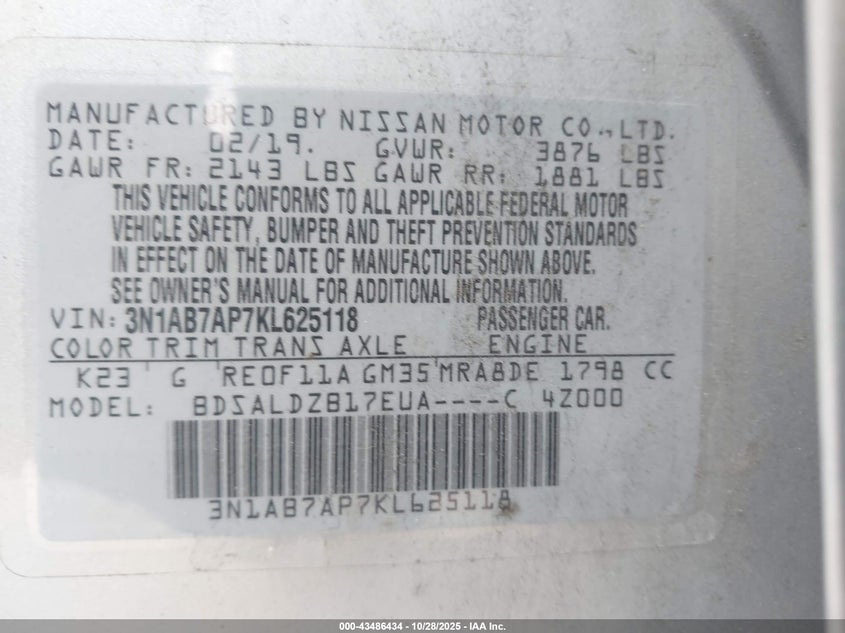 MANUFACTURED BY NISSAN MOTOR CO.,LTD.
DATE: 02/19. GVWR: 3876 LBS
GAWR FR: 2143 LBS GAWR RR: 1881 LBS
THIS VEHICLE CONFORMS TO ALL APPLICABLE FEDERAL MOTOR
VEHICLE SAFETY, BUMPER AND THEFT PREVENTION STANDARDS
IN EFFECT ON THE DATE OF MANUFACTURE SHOWN ABOVE.
SEE OWNER'S MANUAL FOR ADDITIONAL INFORMATION.
VIN: 3N1AB7AP7KL625118 PASSENGER CAR.
COLOR TRIM TRANS AXLE ENGINE
K23 G RE0F11A GM35 MRA8DE 1798 CC
MODEL: BDSALDZB17EUA----C 4Z000
3N1AB7AP7KL625118
000-43486434 | 10/28/2025 - IAA Inc.